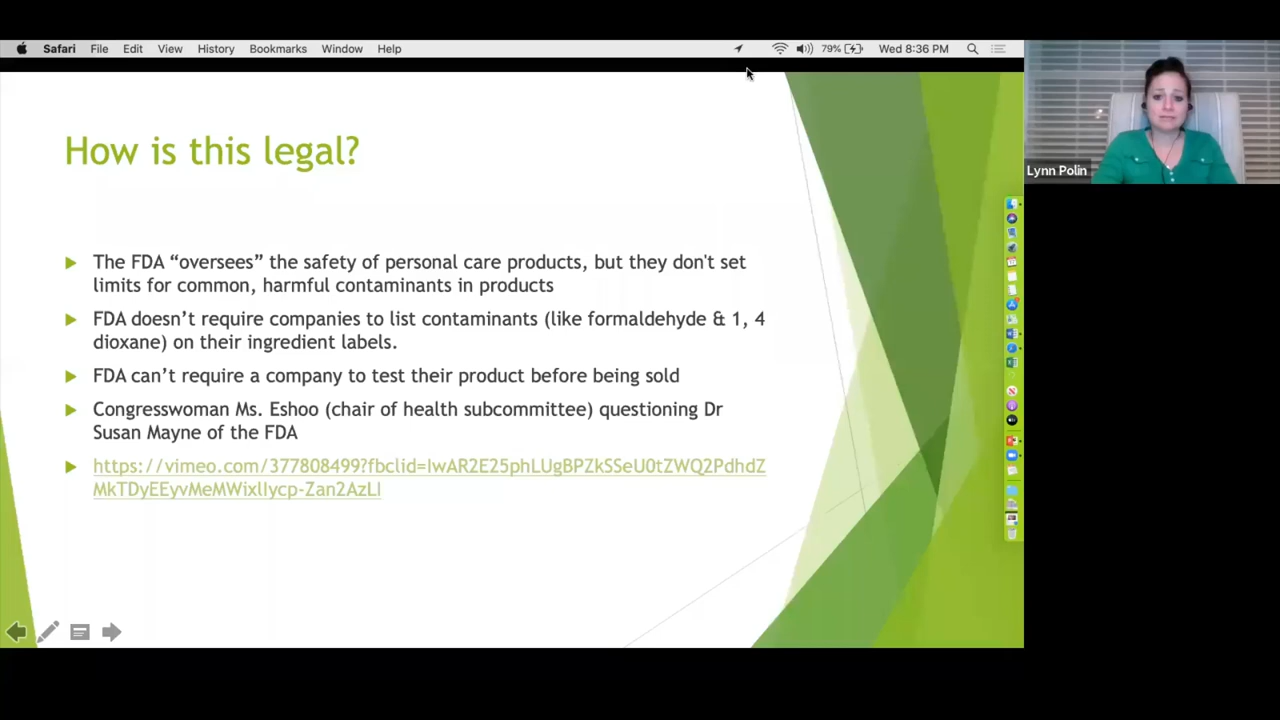 Safari File Edit View History Bookmarks Window Help 79% Wed 8:36 PM
Lynn Polin
How is this legal?
The FDA “oversees” the safety of personal care products, but they don't set
limits for common, harmful contaminants in products
FDA doesn’t require companies to list contaminants (like formaldehyde & 1, 4
dioxane) on their ingredient labels.
FDA can’t require a company to test their product before being sold
Congresswoman Ms. Eshoo (chair of health subcommittee) questioning Dr
Susan Mayne of the FDA
https://vimeo.com/377808499?fbclid=IwAR2E25phLUgBPZkSSeU0tZWQ2PdhdZ
MkTDyEEyvMeMWixlIycp-Zan2AzLI